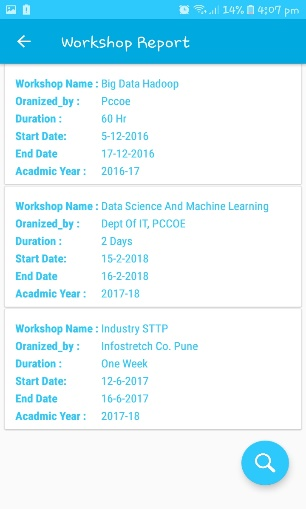 14% 4:07 pm
Workshop Report
Workshop Name : Big Data Hadoop
Oranized_by : Pccoe
Duration : 60 Hr
Start Date: 5-12-2016
End Date 17-12-2016
Acadmic Year : 2016-17
Workshop Name : Data Science And Machine Learning
Oranized_by : Dept Of IT, PCCOE
Duration : 2 Days
Start Date: 15-2-2018
End Date 16-2-2018
Acadmic Year : 2017-18
Workshop Name : Industry STTP
Oranized_by : Infostretch Co. Pune
Duration : One Week
Start Date: 12-6-2017
End Date 16-6-2017
Acadmic Year : 2017-18